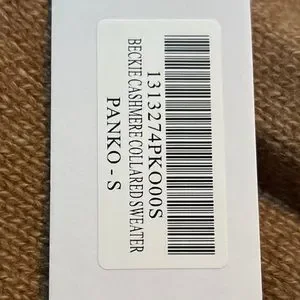 1313274PKO00S
BECKIE CASHMERE COLLARED SWEATER
PANKO - S